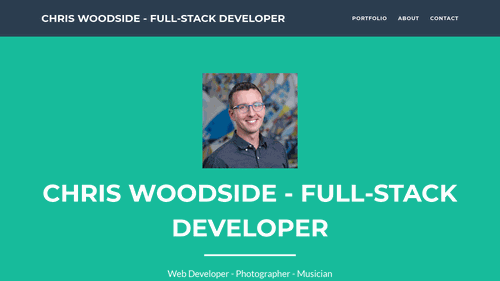 CHRIS WOODSIDE - FULL-STACK DEVELOPER
PORTFOLIO ABOUT CONTACT
CHRIS WOODSIDE - FULL-STACK
DEVELOPER
Web Developer - Photographer - Musician